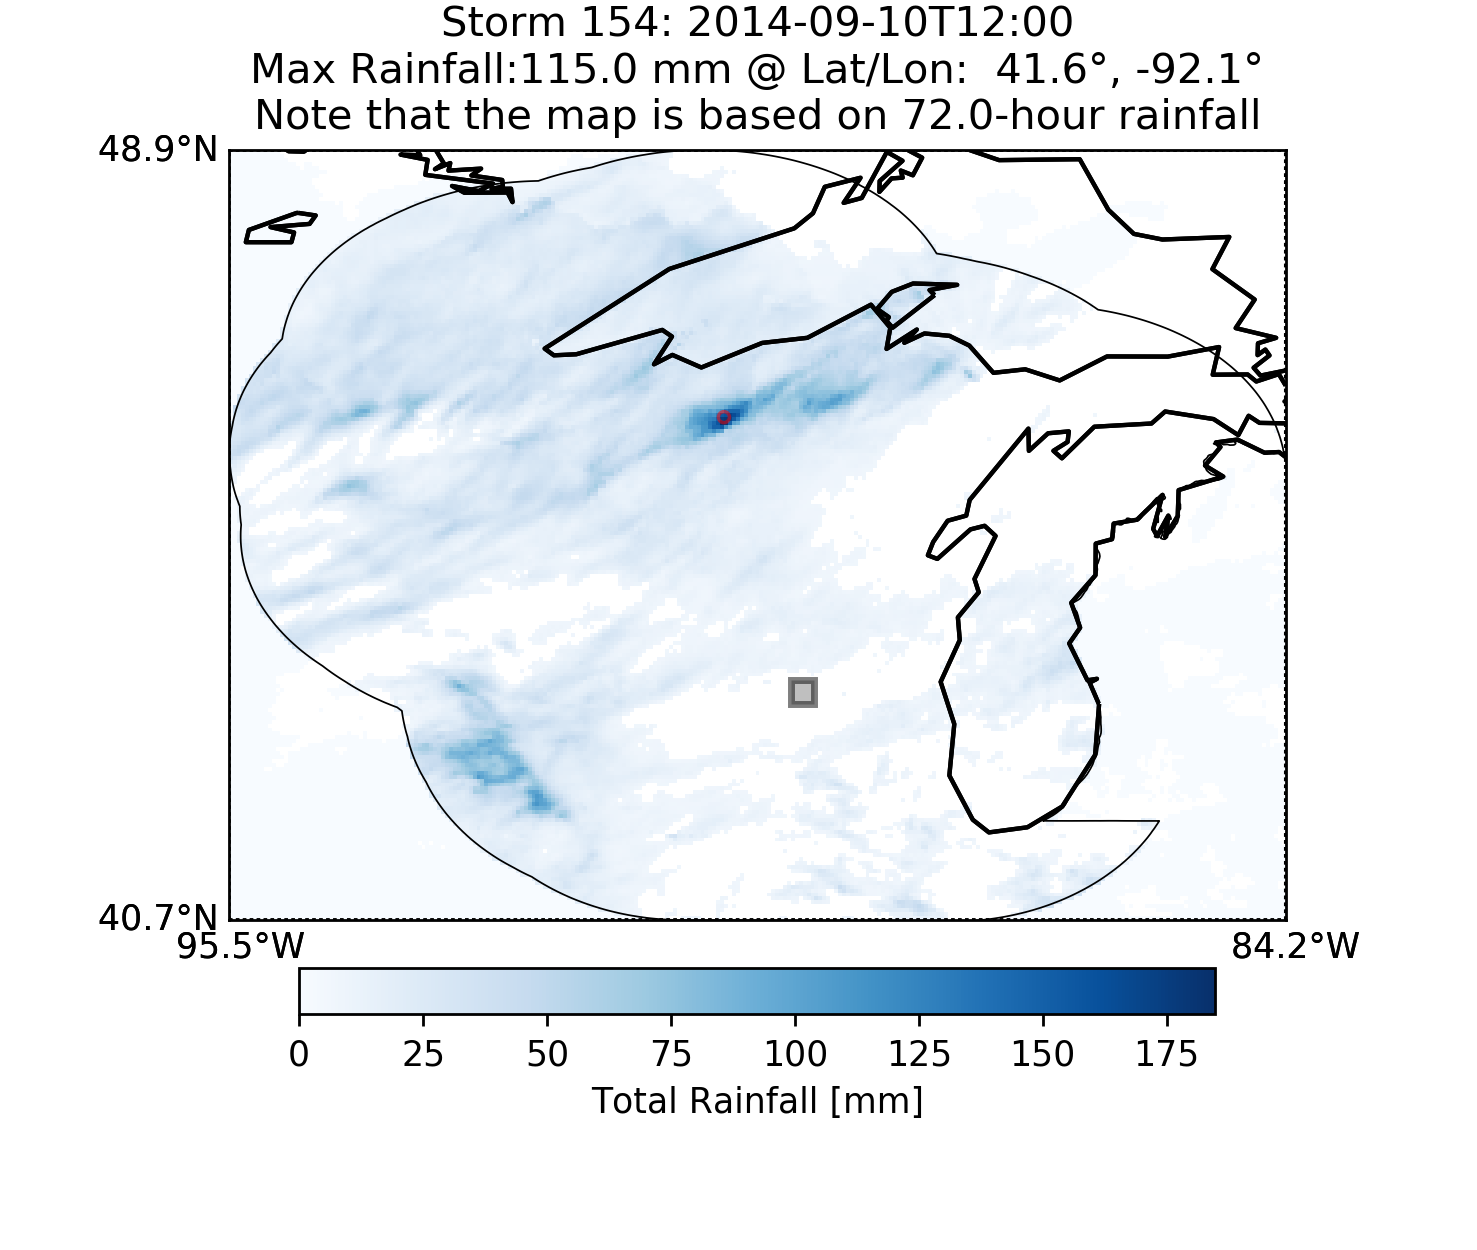 Storm 154: 2014-09-10T12:00
Max Rainfall:115.0 mm @ Lat/Lon:  41.6°, -92.1°
Note that the map is based on 72.0-hour rainfall
48.9°N
40.7°N
95.5°W 84.2°W
0 25 50 75 100 125 150 175
Total Rainfall [mm]